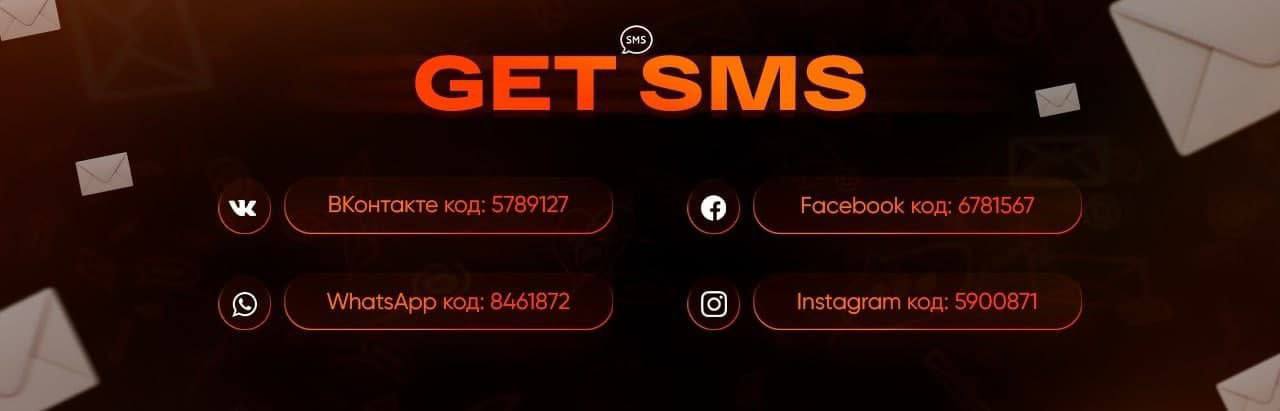 SMS
GET SMS
ВКонтакте код: 5789127
Facebook код: 6781567
WhatsApp код: 8461872
Instagram код: 5900871